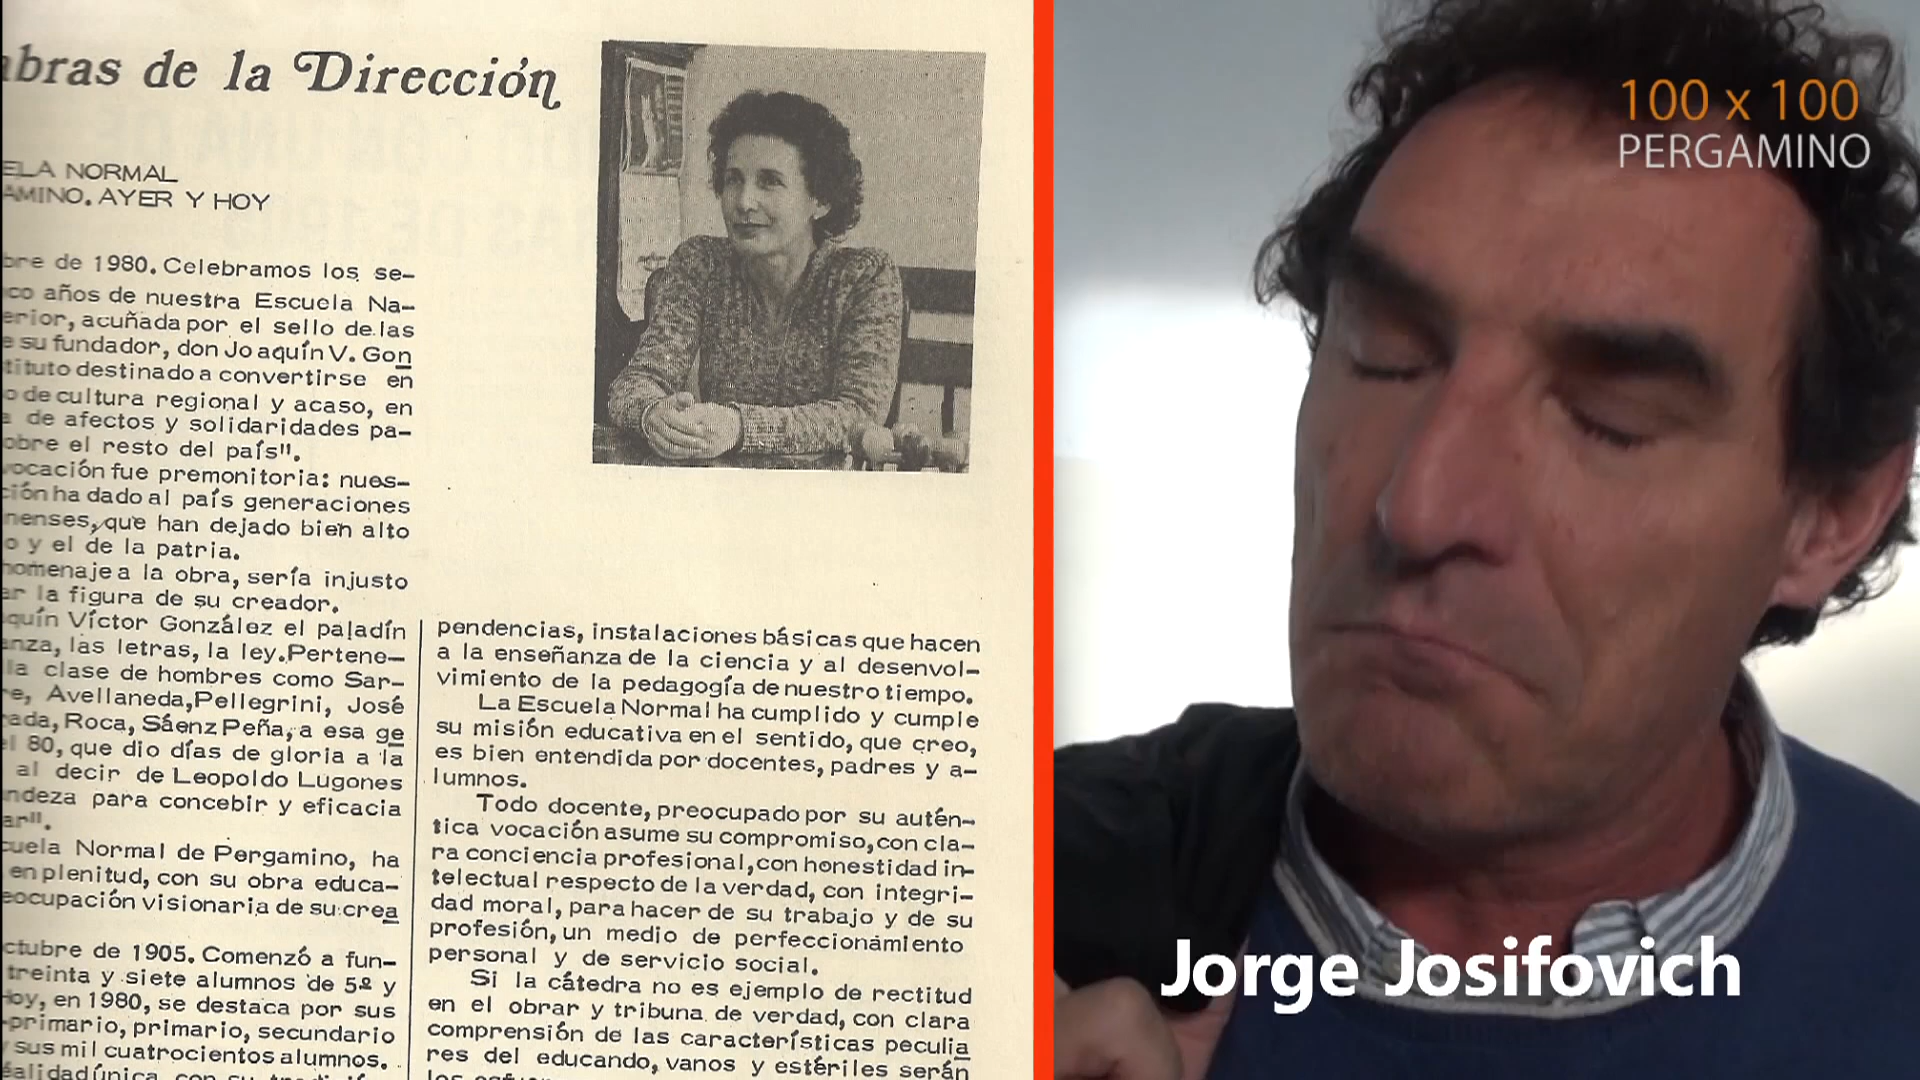 abras de la Dirección
ELA NORMAL
AMINO. AYER Y HOY
bre de 1980. Celebramos los se-
co años de nuestra Escuela Na-
erior, acuñada por el sello de las
e su fundador, don Joaquín V. Gon
tituto destinado a convertirse en
o de cultura regional y acaso, en
a de afectos y solidaridades pa-
obre el resto del país".
vocación fue premonitoria: nues-
ción ha dado al país generaciones
nenses, que han dejado bien alto
o y el de la patria.
homenaje a la obra, sería injusto
ar la figura de su creador.
quín Víctor González el paladín
anza, las letras, la ley. Pertene-
la clase de hombres como Sar-
re, Avellaneda, Pellegrini, José
rada, Roca, Sáenz Peña, a esa ge
el 80, que dio días de gloria a la
al decir de Leopoldo Lugones
ndeza para concebir y eficacia
ar".
cuela Normal de Pergamino, ha
en plenitud, con su obra educa-
eocupación visionaria de su crea
ctubre de 1905. Comenzó a fun-
treinta y siete alumnos de 5º y
Hoy, en 1980, se destaca por sus
-primario, primario, secundario
y sus mil cuatrocientos alumnos.
ealidad única, con su
pendencias, instalaciones básicas que hacen
a la enseñanza de la ciencia y al desenvol-
vimiento de la pedagogía de nuestro tiempo.
La Escuela Normal ha cumplido y cumple
su misión educativa en el sentido, que creo,
es bien entendida por docentes, padres y a-
lumnos.
Todo docente, preocupado por su autén-
tica vocación asume su compromiso, con cla-
ra conciencia profesional, con honestidad in-
telectual respecto de la verdad, con integri-
dad moral, para hacer de su trabajo y de su
profesión, un medio de perfeccionamiento
personal y de servicio social.
Si la cátedra no es ejemplo de rectitud
en el obrar y tribuna de verdad, con clara
comprensión de las características peculia
res del educando, vanos y estériles serán
100 x 100
PERGAMINO
Jorge Josifovich